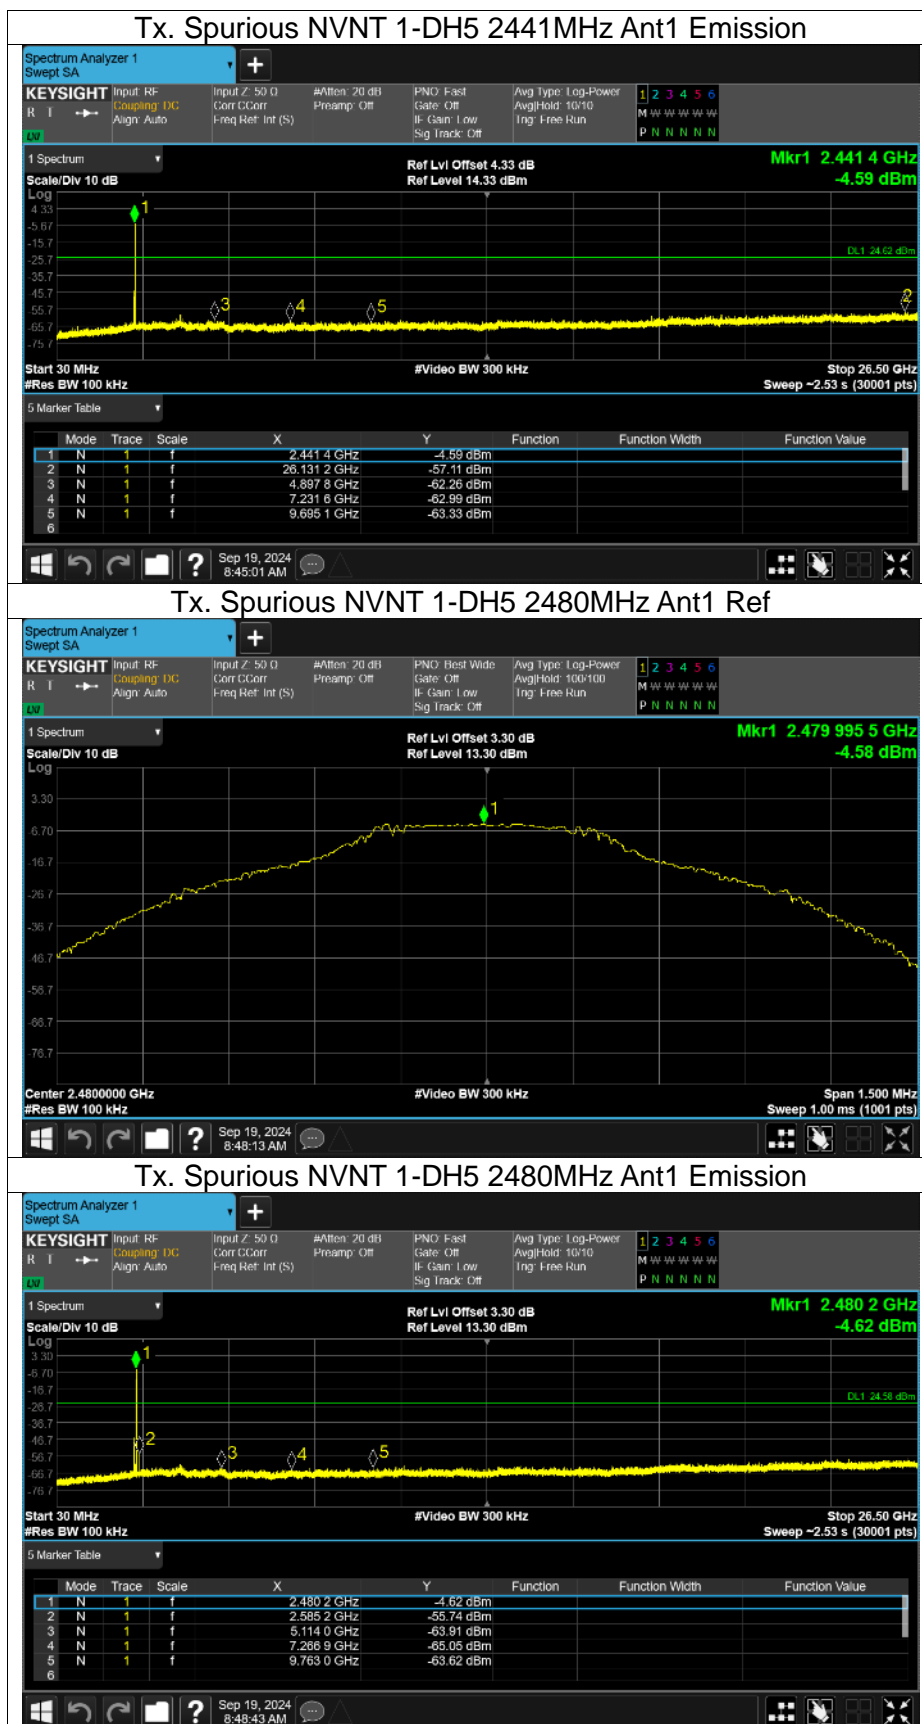 Tx. Spurious NVNT 1-DH5 2441MHz Ant1 Emission
Spectrum Analyzer 1
Swept SA
+
KEYSIGHT Input: RF Input Z: 50 Ω #Atten: 20 dB PNO: Fast Avg Type: Log-Power 1 2 3 4 5 6
R T Coupling: DC Corr CCorr Preamp: Off Gate: Off Avg|Hold: 10/10 M W W W W W
Align: Auto Freq Ref: Int (S) IF Gain: Low Trig: Free Run
LXI Sig Track: Off P N N N N N
1 Spectrum Ref Lvl Offset 4.33 dB Mkr1 2.441 4 GHz
Scale/Div 10 dB Ref Level 14.33 dBm -4.59 dBm
Log
4.33
-5.67
-15.7
-25.7
-35.7
-45.7
-55.7
-65.7
-75.7
1
DL1 24.62 dBm
3 4 5 2
Start 30 MHz #Video BW 300 kHz Stop 26.50 GHz
#Res BW 100 kHz Sweep ~2.53 s (30001 pts)
5 Marker Table
Mode Trace Scale X Y Function Function Width Function Value
1 N 1 f 2.441 4 GHz -4.59 dBm
2 N 1 f 26.131 2 GHz -57.11 dBm
3 N 1 f 4.897 8 GHz -62.26 dBm
4 N 1 f 7.231 6 GHz -62.99 dBm
5 N 1 f 9.695 1 GHz -63.33 dBm
6
? Sep 19, 2024
8:45:01 AM
Tx. Spurious NVNT 1-DH5 2480MHz Ant1 Ref
Spectrum Analyzer 1
Swept SA
+
KEYSIGHT Input: RF Input Z: 50 Ω #Atten: 20 dB PNO: Best Wide Avg Type: Log-Power 1 2 3 4 5 6
R T Coupling: DC Corr CCorr Preamp: Off Gate: Off Avg|Hold: 100/100 M W W W W W
Align: Auto Freq Ref: Int (S) IF Gain: Low Trig: Free Run
LXI Sig Track: Off P N N N N N
1 Spectrum Ref Lvl Offset 3.30 dB Mkr1 2.479 995 5 GHz
Scale/Div 10 dB Ref Level 13.30 dBm -4.58 dBm
Log
3.30
-6.70
-16.7
-26.7
-36.7
-46.7
-56.7
-66.7
-76.7
1
Center 2.4800000 GHz #Video BW 300 kHz Span 1.500 MHz
#Res BW 100 kHz Sweep 1.00 ms (1001 pts)
? Sep 19, 2024
8:48:13 AM
Tx. Spurious NVNT 1-DH5 2480MHz Ant1 Emission
Spectrum Analyzer 1
Swept SA
+
KEYSIGHT Input: RF Input Z: 50 Ω #Atten: 20 dB PNO: Fast Avg Type: Log-Power 1 2 3 4 5 6
R T Coupling: DC Corr CCorr Preamp: Off Gate: Off Avg|Hold: 10/10 M W W W W W
Align: Auto Freq Ref: Int (S) IF Gain: Low Trig: Free Run
LXI Sig Track: Off P N N N N N
1 Spectrum Ref Lvl Offset 3.30 dB Mkr1 2.480 2 GHz
Scale/Div 10 dB Ref Level 13.30 dBm -4.62 dBm
Log
3.30
-6.70
-16.7
-26.7
-36.7
-46.7
-56.7
-66.7
-76.7
1
DL1 24.58 dBm
2 3 4 5
Start 30 MHz #Video BW 300 kHz Stop 26.50 GHz
#Res BW 100 kHz Sweep ~2.53 s (30001 pts)
5 Marker Table
Mode Trace Scale X Y Function Function Width Function Value
1 N 1 f 2.480 2 GHz -4.62 dBm
2 N 1 f 2.585 2 GHz -55.74 dBm
3 N 1 f 5.114 0 GHz -63.91 dBm
4 N 1 f 7.266 9 GHz -65.05 dBm
5 N 1 f 9.763 0 GHz -63.62 dBm
6
? Sep 19, 2024
8:48:43 AM